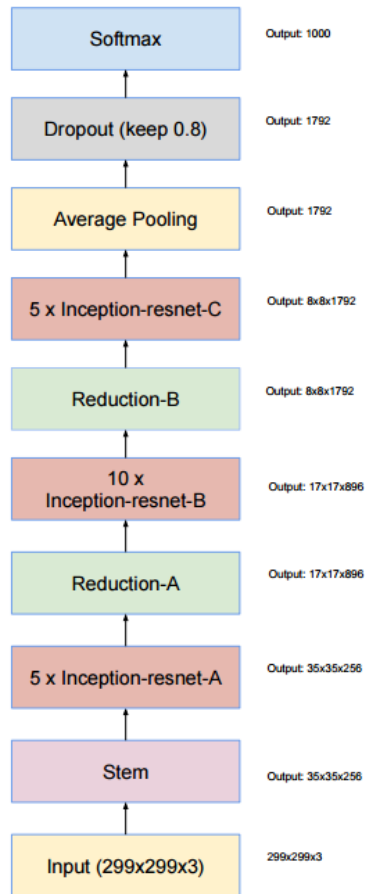 Softmax
Output: 1000
Dropout (keep 0.8)
Output: 1792
Average Pooling
Output: 1792
5 x Inception-resnet-C
Output: 8x8x1792
Reduction-B
Output: 8x8x1792
10 x
Inception-resnet-B
Output: 17x17x896
Reduction-A
Output: 17x17x896
5 x Inception-resnet-A
Output: 35x35x256
Stem
Output: 35x35x256
Input (299x299x3)
299x299x3